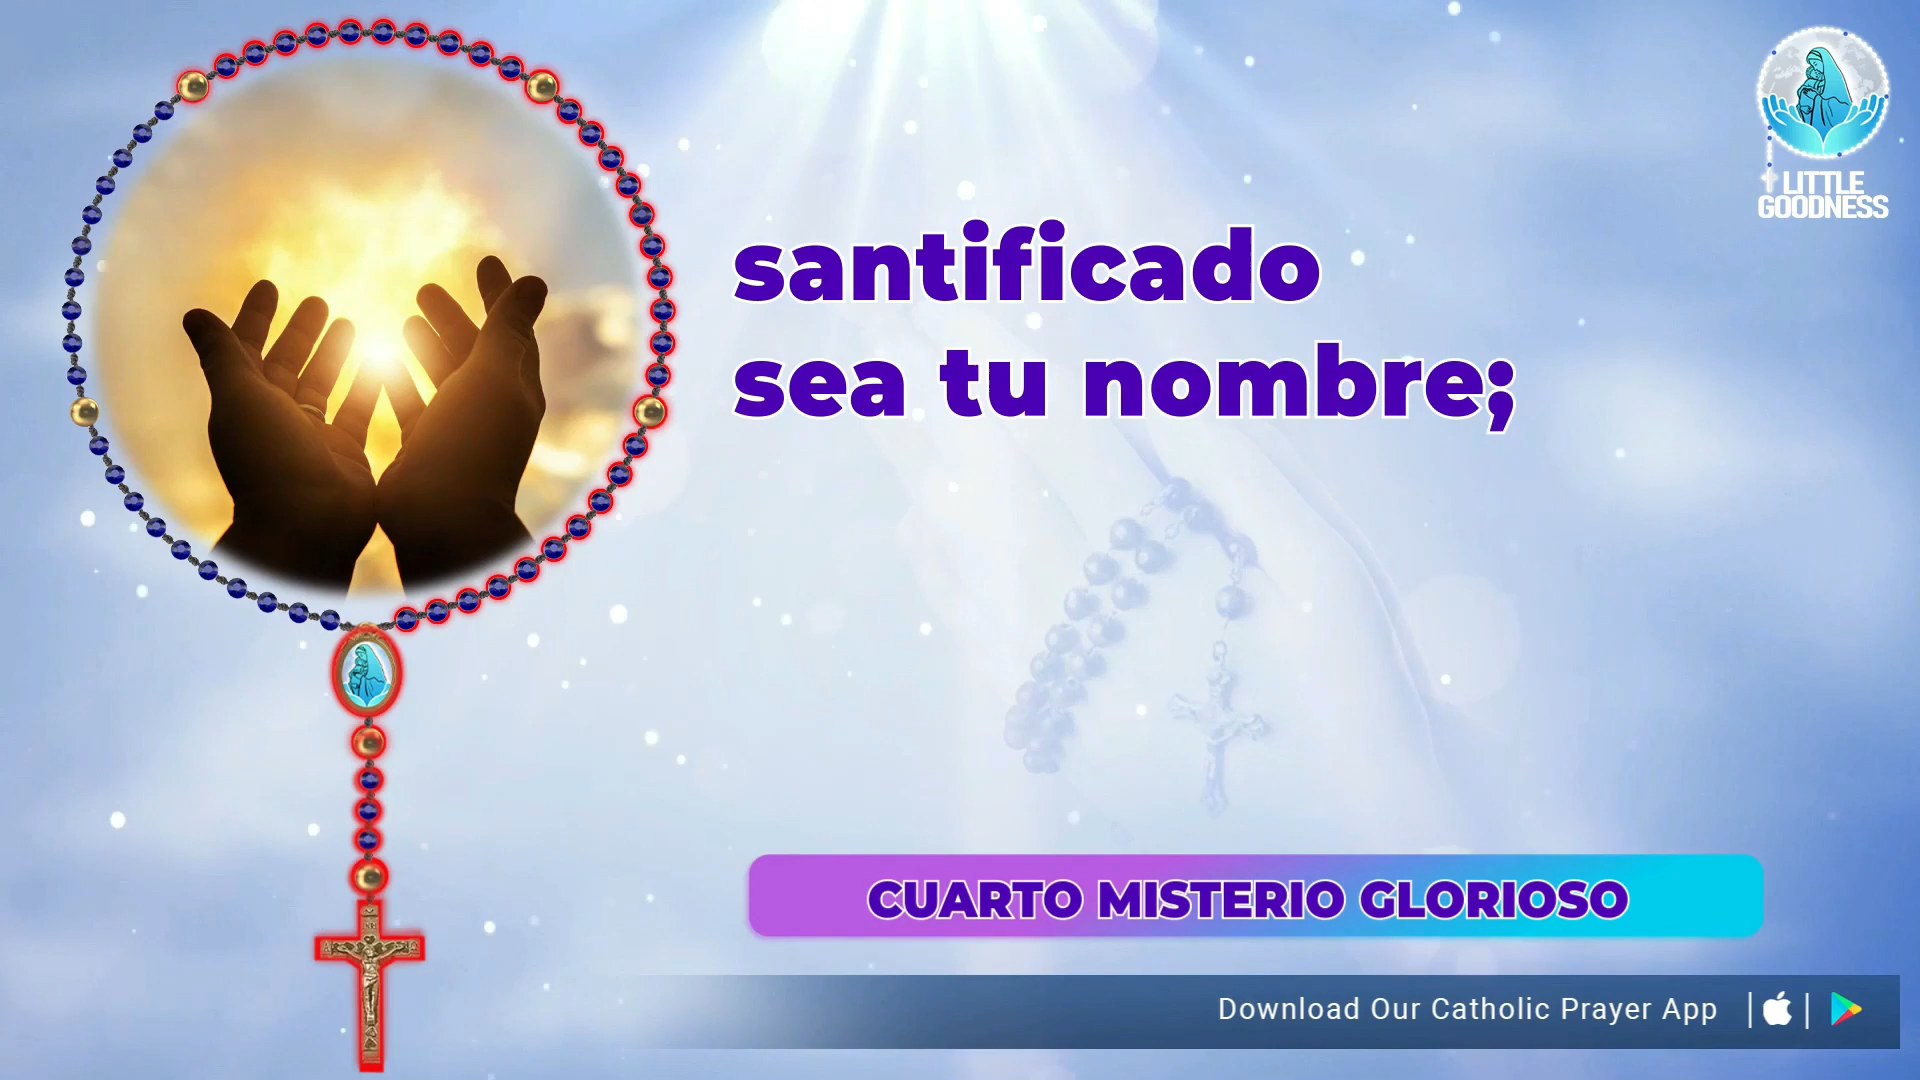 LITTLE
GOODNESS
santificado
sea tu nombre;
CUARTO MISTERIO GLORIOSO
Download Our Catholic Prayer App